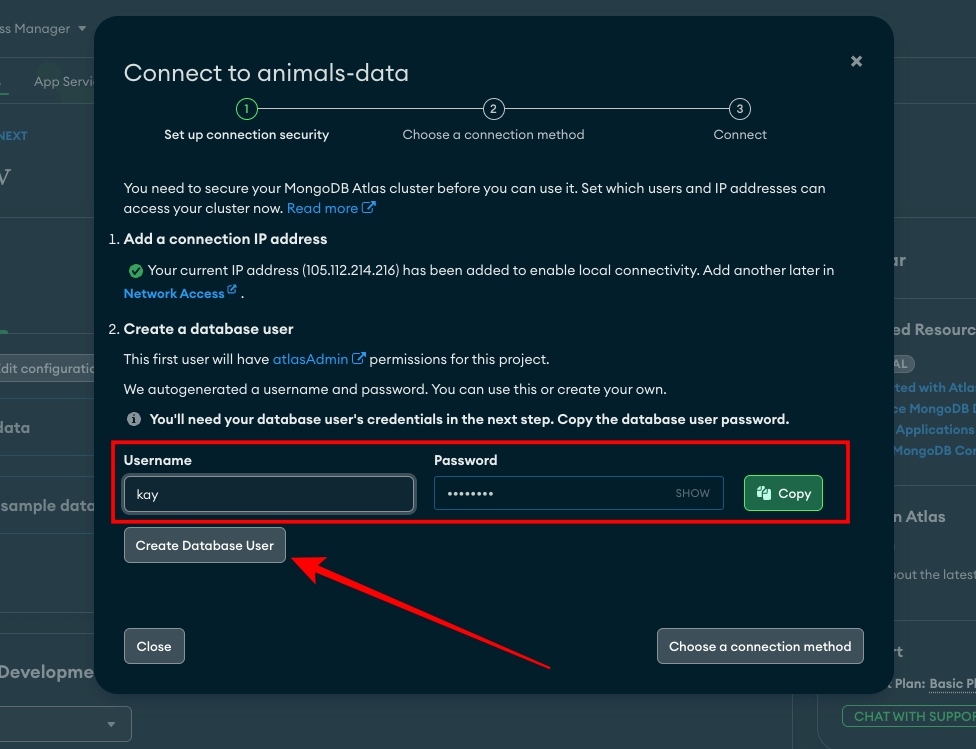 ss Manager
Connect to animals-data
App Servi
1
2
3
Set up connection security
Choose a connection method
Connect
NEXT
You need to secure your MongoDB Atlas cluster before you can use it. Set which users and IP addresses can
access your cluster now. Read more
1. Add a connection IP address
Your current IP address (105.112.214.216) has been added to enable local connectivity. Add another later in
Network Access .
2. Create a database user
This first user will have atlasAdmin permissions for this project.
We autogenerated a username and password. You can use this or create your own.
You'll need your database user's credentials in the next step. Copy the database user password.
Username
Password
kay
••••••••
SHOW
Copy
Create Database User
Close
Choose a connection method
dit configuratio
data
sample data
Developme
ar
ed Resourc
AL
ted with Atlas
ce MongoDB D
Applications
MongoDB Con
n Atlas
out the latest
rt
t Plan: Basic Pl
CHAT WITH SUPPOR